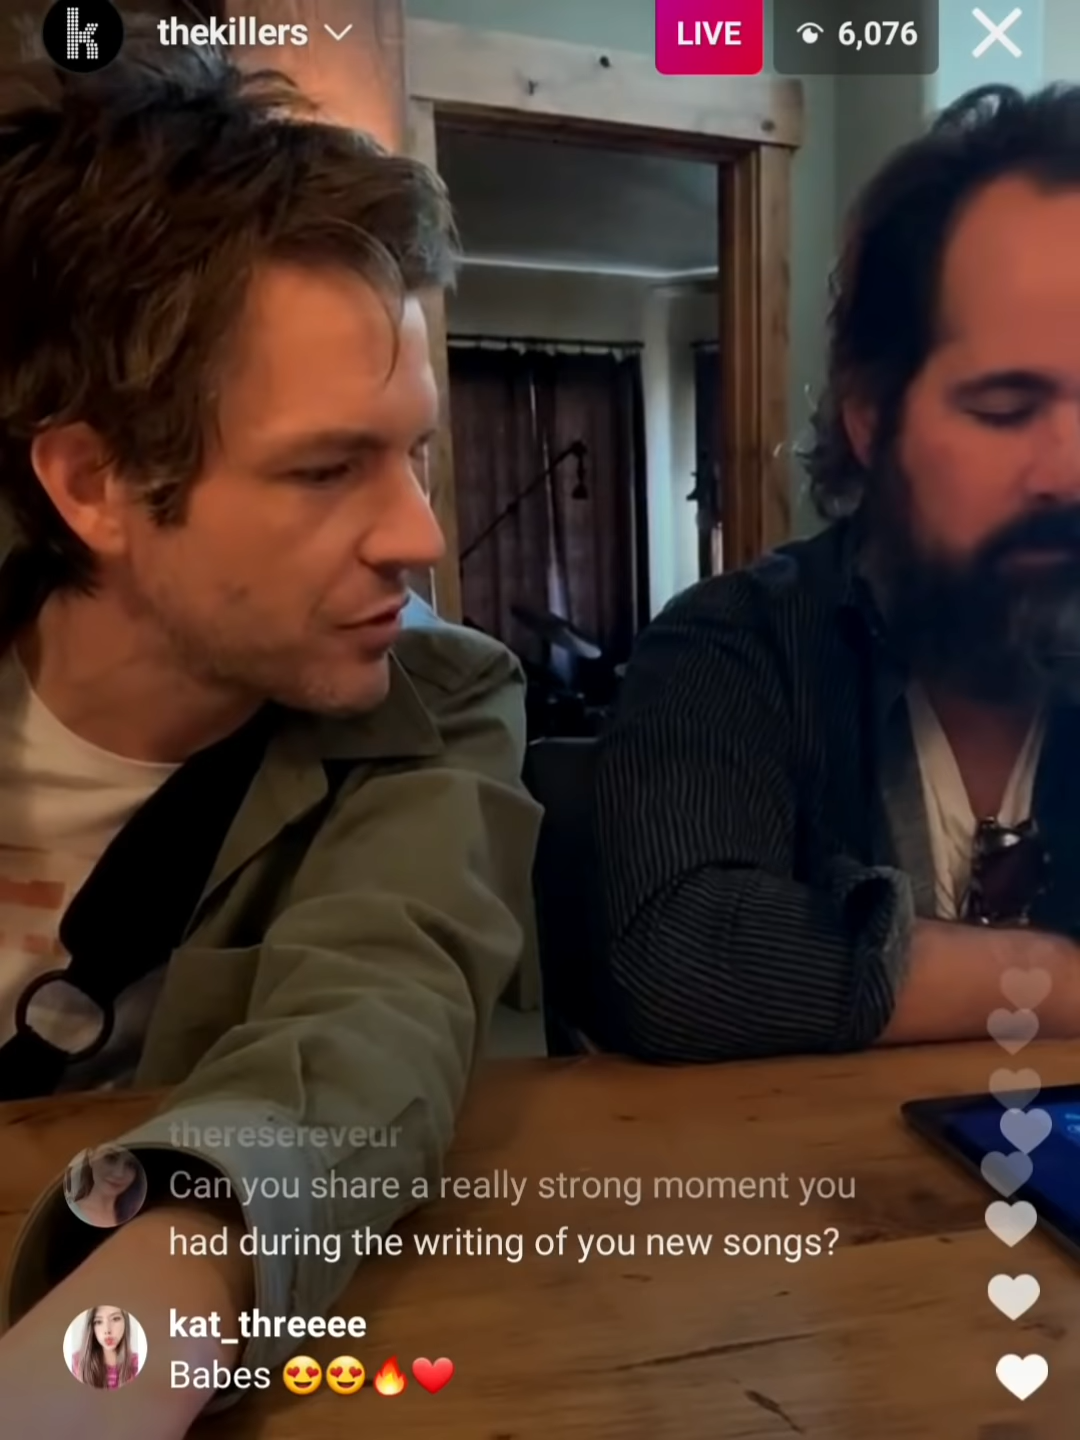 k
thekillers
LIVE
6,076
theresereveur
Can you share a really strong moment you
had during the writing of you new songs?
kat_threeee
Babes 😍😍🔥❤️